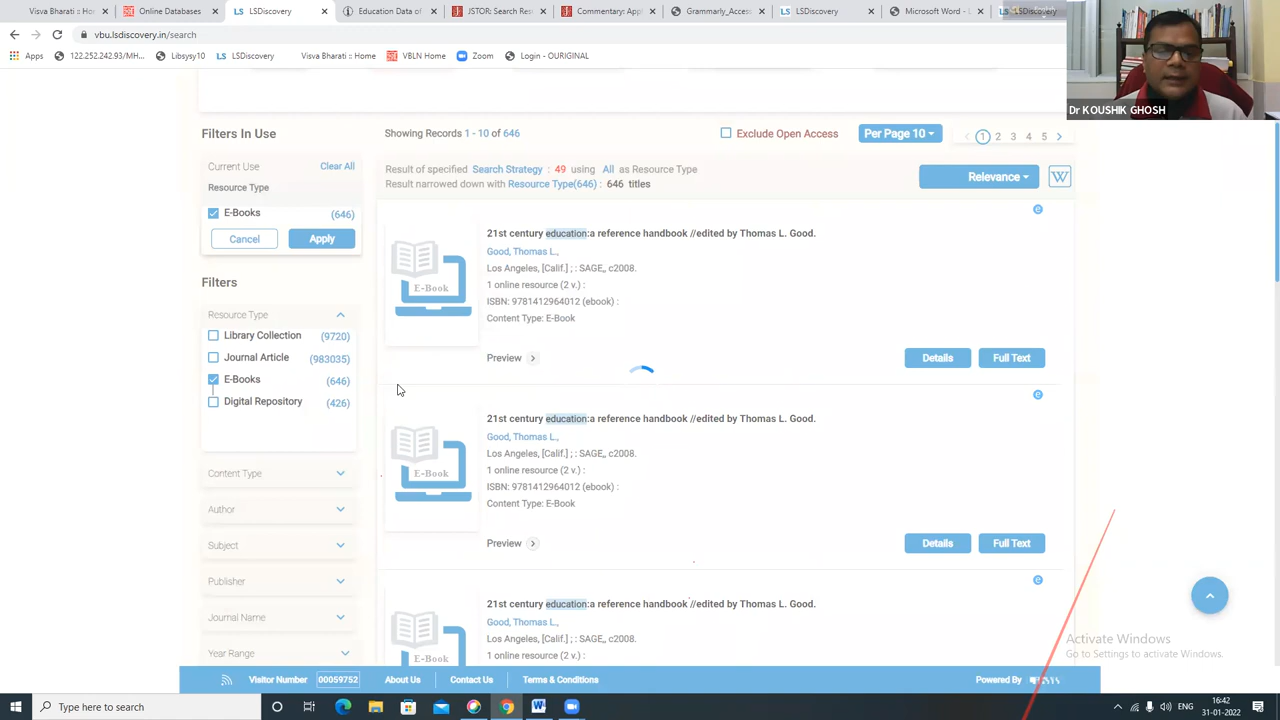 Visva Bharati :: H
Online Databases
LSDiscovery
Education Data of
JSTOR: Search Res
Commentary Appl
Grammarly_Access
LSDiscovery
Microsoft Word - L
vbu.lsdiscovery.in/search
Apps
122.252.242.93/MH...
Libsysy10
LS LSDiscovery
Visva Bharati :: Home
VBLN Home
Zoom
Login - OURIGINAL
Dr KOUSHIK GHOSH
Filters In Use
Showing Records 1 - 10 of 646
Exclude Open Access
Per Page 10
1 2 3 4 5
Current Use
Clear All
Resource Type
E-Books (646)
Cancel
Apply
Result of specified Search Strategy : 49 using All as Resource Type
Result narrowed down with Resource Type(646) : 646 titles
Relevance
W
Filters
Resource Type
Library Collection (9720)
Journal Article (983035)
E-Books (646)
Digital Repository (426)
Content Type
Author
Subject
Publisher
Journal Name
Year Range
e
21st century education:a reference handbook //edited by Thomas L. Good.
Good, Thomas L.,
Los Angeles, [Calif.] ; : SAGE,, c2008.
1 online resource (2 v.) :
ISBN: 9781412964012 (ebook) :
Content Type: E-Book
E-Book
Preview
Details
Full Text
e
21st century education:a reference handbook //edited by Thomas L. Good.
Good, Thomas L.,
Los Angeles, [Calif.] ; : SAGE,, c2008.
1 online resource (2 v.) :
ISBN: 9781412964012 (ebook) :
Content Type: E-Book
E-Book
Preview
Details
Full Text
e
21st century education:a reference handbook //edited by Thomas L. Good.
Good, Thomas L.,
Los Angeles, [Calif.] ; : SAGE,, c2008.
1 online resource (2 v.) :
E-Book
Activate Windows
Go to Settings to activate Windows.
Visitor Number 00059752
About Us
Contact Us
Terms & Conditions
Powered By
Type here to search
ENG
16:42
31-01-2022